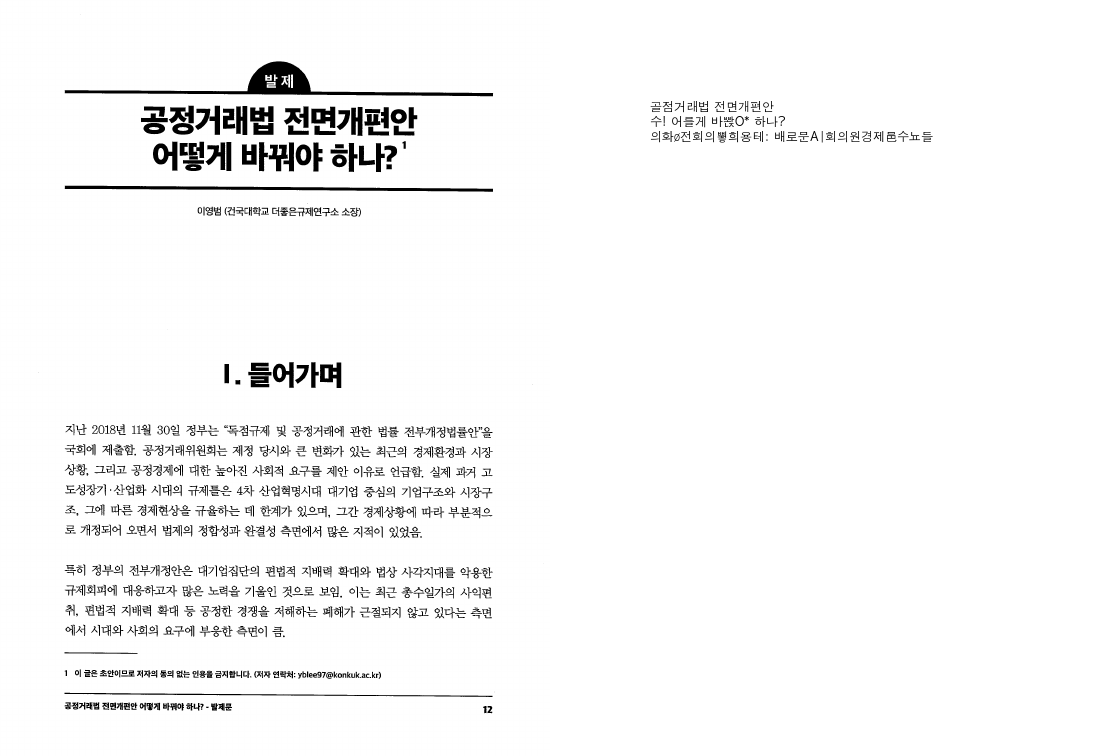 발 제
공정거래법 전면개편안
어떻게 바꿔야 하나?1
이영범 (건국대학교 더좋은규제연구소 소장)
I. 들어가며
지난 2018년 11월 30일 정부는 “독점규제 및 공정거래에 관한 법률 전부개정법률안”을
국회에 제출함. 공정거래위원회는 제정 당시와 큰 변화가 있는 최근의 경제환경과 시장
상황, 그리고 공정경제에 대한 높아진 사회적 요구를 제안 이유로 언급함. 실제 과거 고
도성장기·산업화 시대의 규제틀은 4차 산업혁명시대 대기업 중심의 기업구조와 시장구
조, 그에 따른 경제현상을 규율하는 데 한계가 있으며, 그간 경제상황에 따라 부분적으
로 개정되어 오면서 법제의 정합성과 완결성 측면에서 많은 지적이 있었음.
특히 정부의 전부개정안은 대기업집단의 편법적 지배력 확대와 법상 사각지대를 악용한
규제회피에 대응하고자 많은 노력을 기울인 것으로 보임. 이는 최근 총수일가의 사익편
취, 편법적 지배력 확대 등 공정한 경쟁을 저해하는 폐해가 근절되지 않고 있다는 측면
에서 시대와 사회의 요구에 부응한 측면이 큼.
1 이 글은 초안이므로 저자의 동의 없는 인용을 금지합니다. (저자 연락처: yblee97@konkuk.ac.kr)
공정거래법 전면개편안 어떻게 바꿔야 하나? - 발제문
12
골점거래법 전면개편안
수! 어를게 바뀽O* 하나?
의화ø전회의뿧희용테: 배로문A|회의원경제邑수뇨들